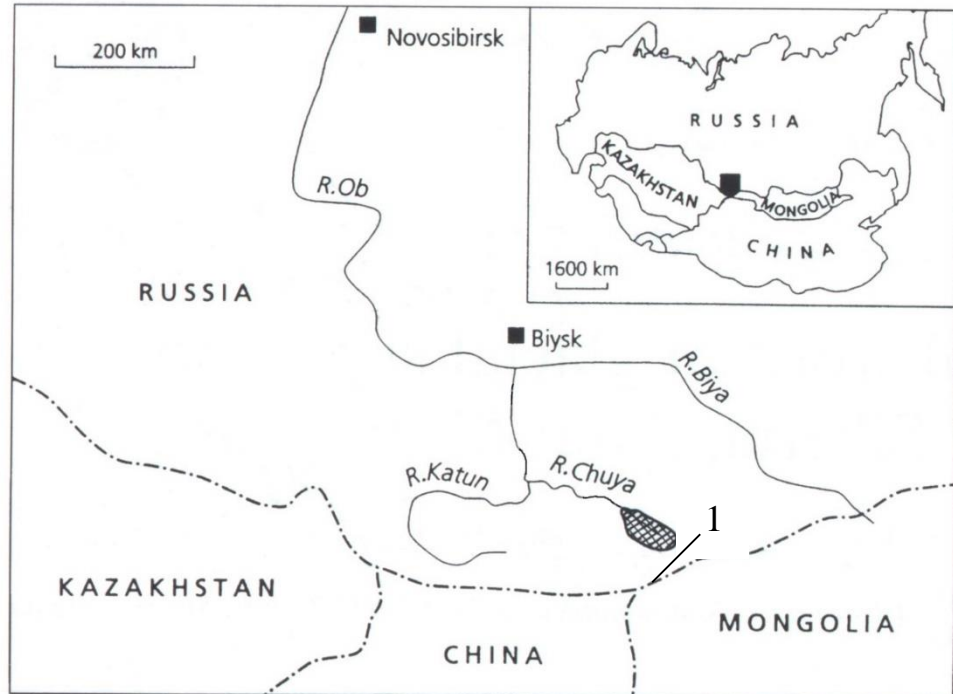 200 km
Novosibirsk
RUSSIA
KAZAKHSTAN
MONGOLIA
CHINA
1600 km
R.Ob
RUSSIA
Biysk
R.Biya
R.Katun
R.Chuya
1
KAZAKHSTAN
CHINA
MONGOLIA